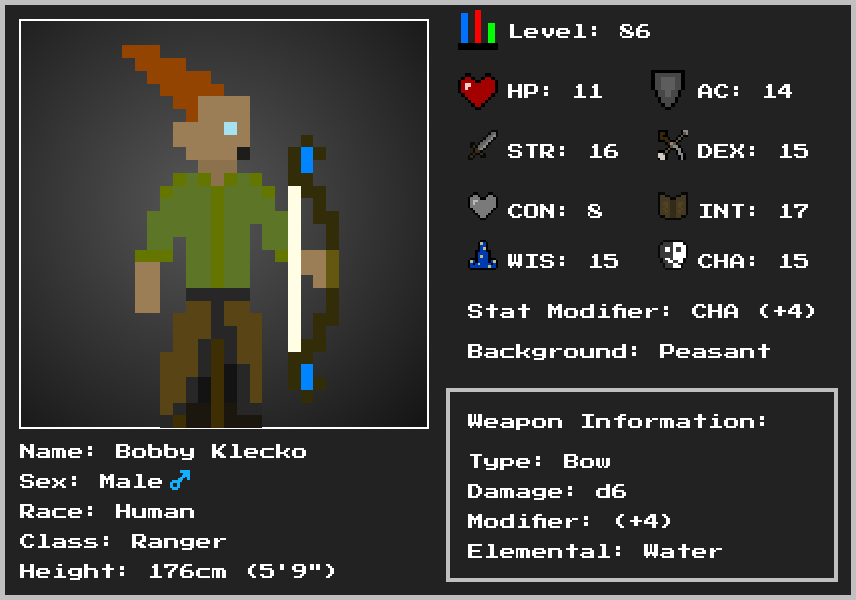 Level: 86
HP: 11 AC: 14
STR: 16 DEX: 15
CON: 8 INT: 17
WIS: 15 CHA: 15
Stat Modifier: CHA (+4)
Background: Peasant
Weapon Information:
Type: Bow
Damage: d6
Modifier: (+4)
Elemental: Water
Name: Bobby Klecko
Sex: Male ♂
Race: Human
Class: Ranger
Height: 176cm (5'9")